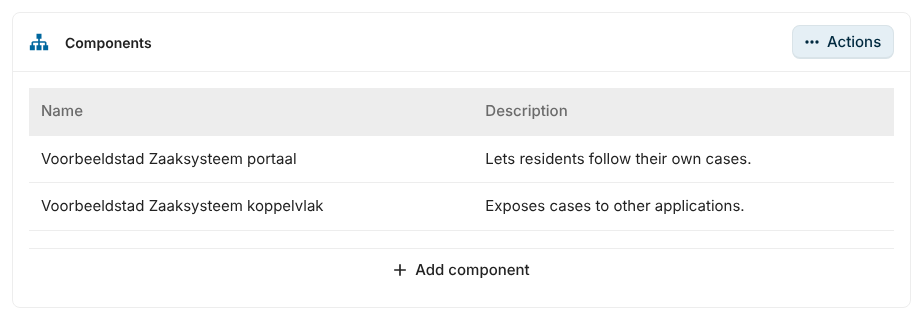 Components
Actions
Name Description
Voorbeeldstad Zaaksysteem portaal Lets residents follow their own cases.
Voorbeeldstad Zaaksysteem koppelvlak Exposes cases to other applications.
Add component